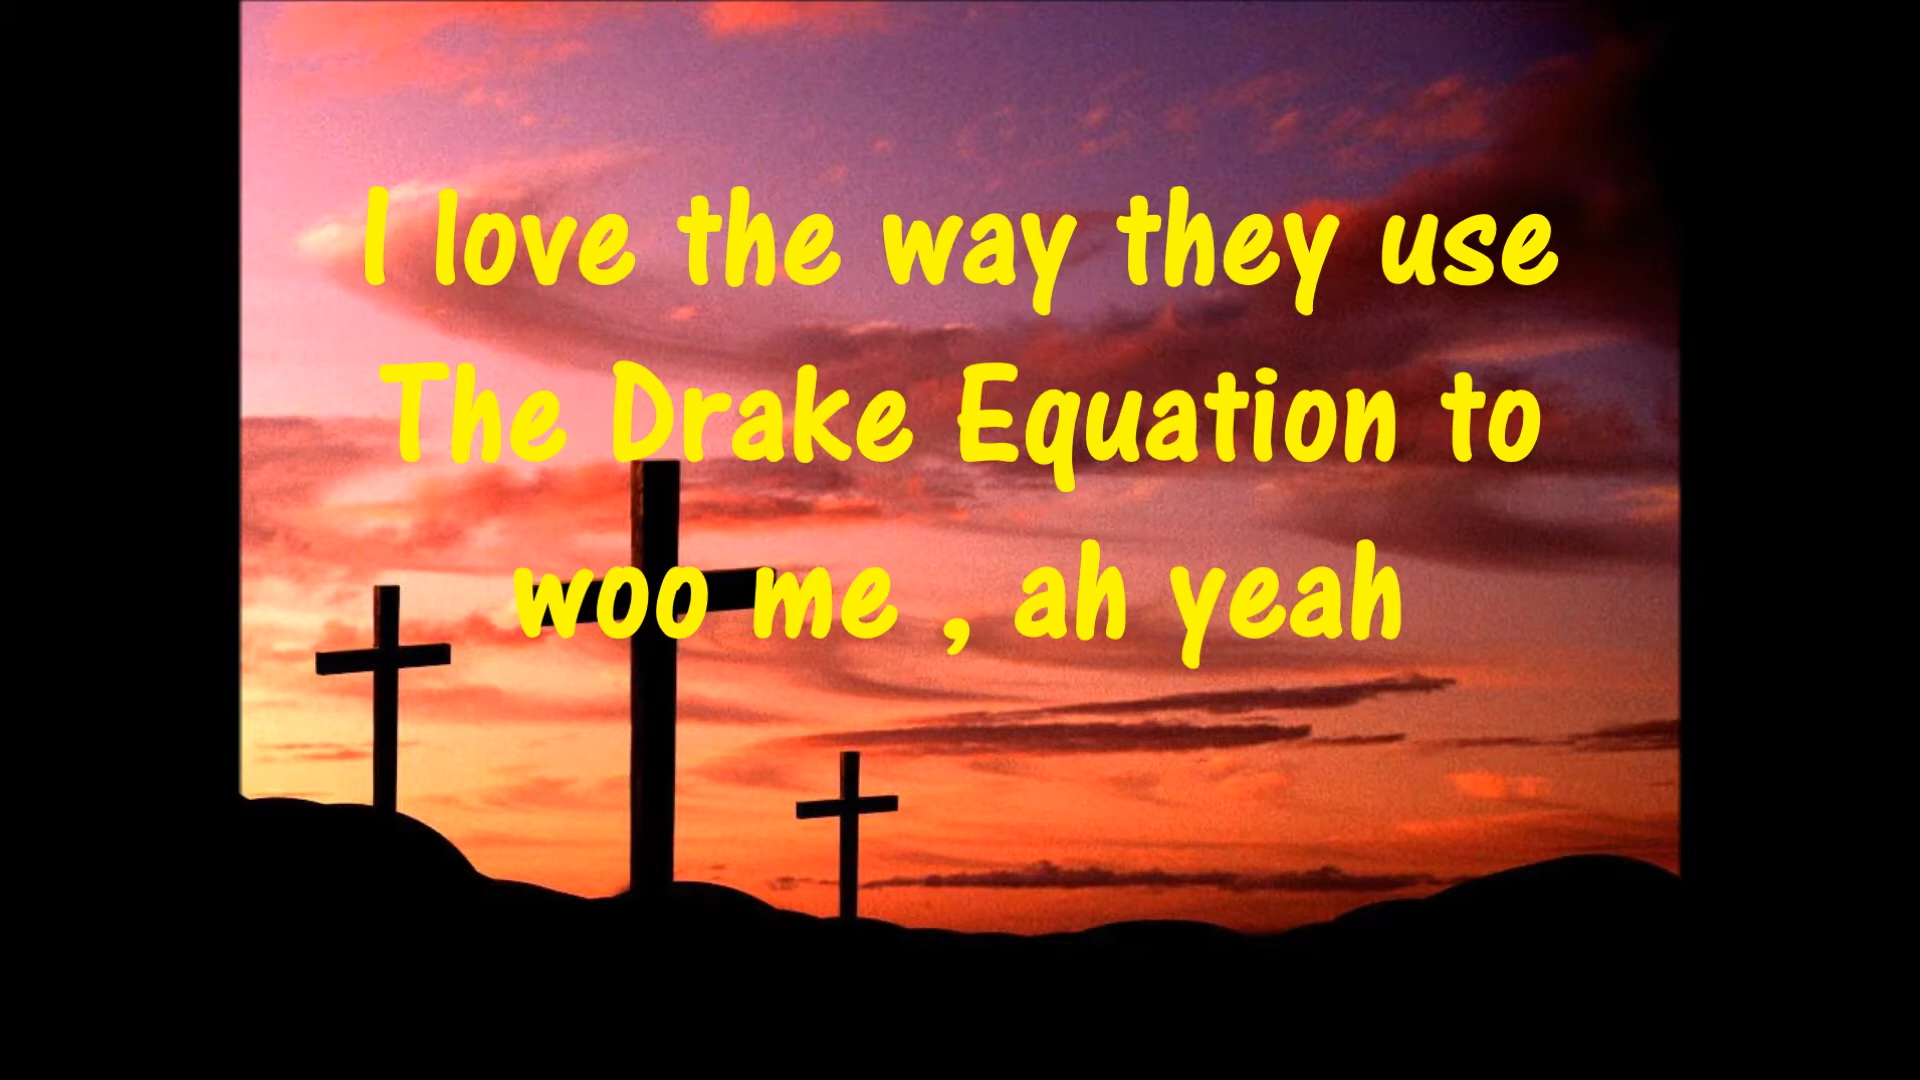 I love the way they use
The Drake Equation to
woo me , ah yeah